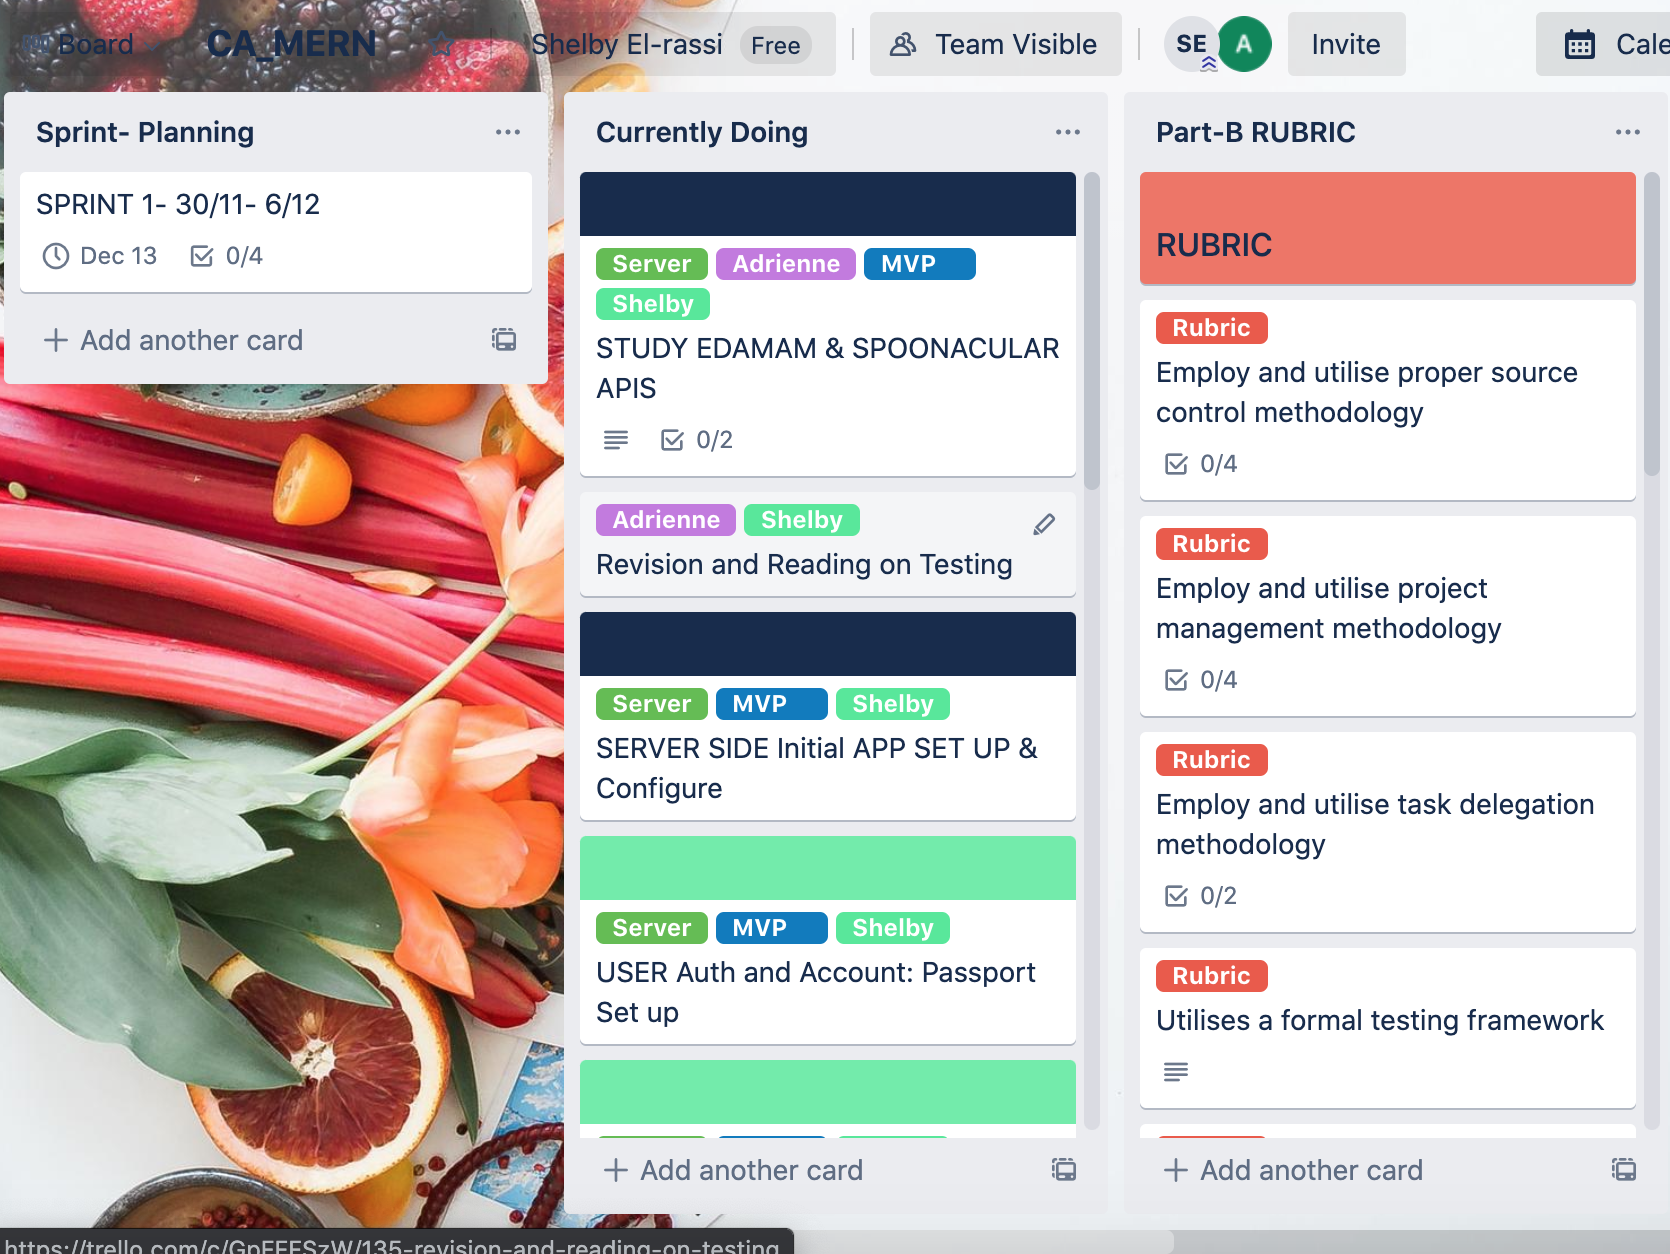 Board
CA_MERN
Shelby El-rassi
Free
Team Visible
SE
A
Invite
Cale
Sprint- Planning
SPRINT 1- 30/11- 6/12
Dec 13
0/4
Add another card
Currently Doing
Server Adrienne MVP
Shelby
STUDY EDAMAM & SPOONACULAR
APIS
0/2
Adrienne Shelby
Revision and Reading on Testing
Server MVP Shelby
SERVER SIDE Initial APP SET UP &
Configure
Server MVP Shelby
USER Auth and Account: Passport
Set up
Add another card
Part-B RUBRIC
RUBRIC
Rubric
Employ and utilise proper source
control methodology
0/4
Rubric
Employ and utilise project
management methodology
0/4
Rubric
Employ and utilise task delegation
methodology
0/2
Rubric
Utilises a formal testing framework
Add another card
https://trello.com/c/GpFFFSzW/135-revision-and-reading-on-testing